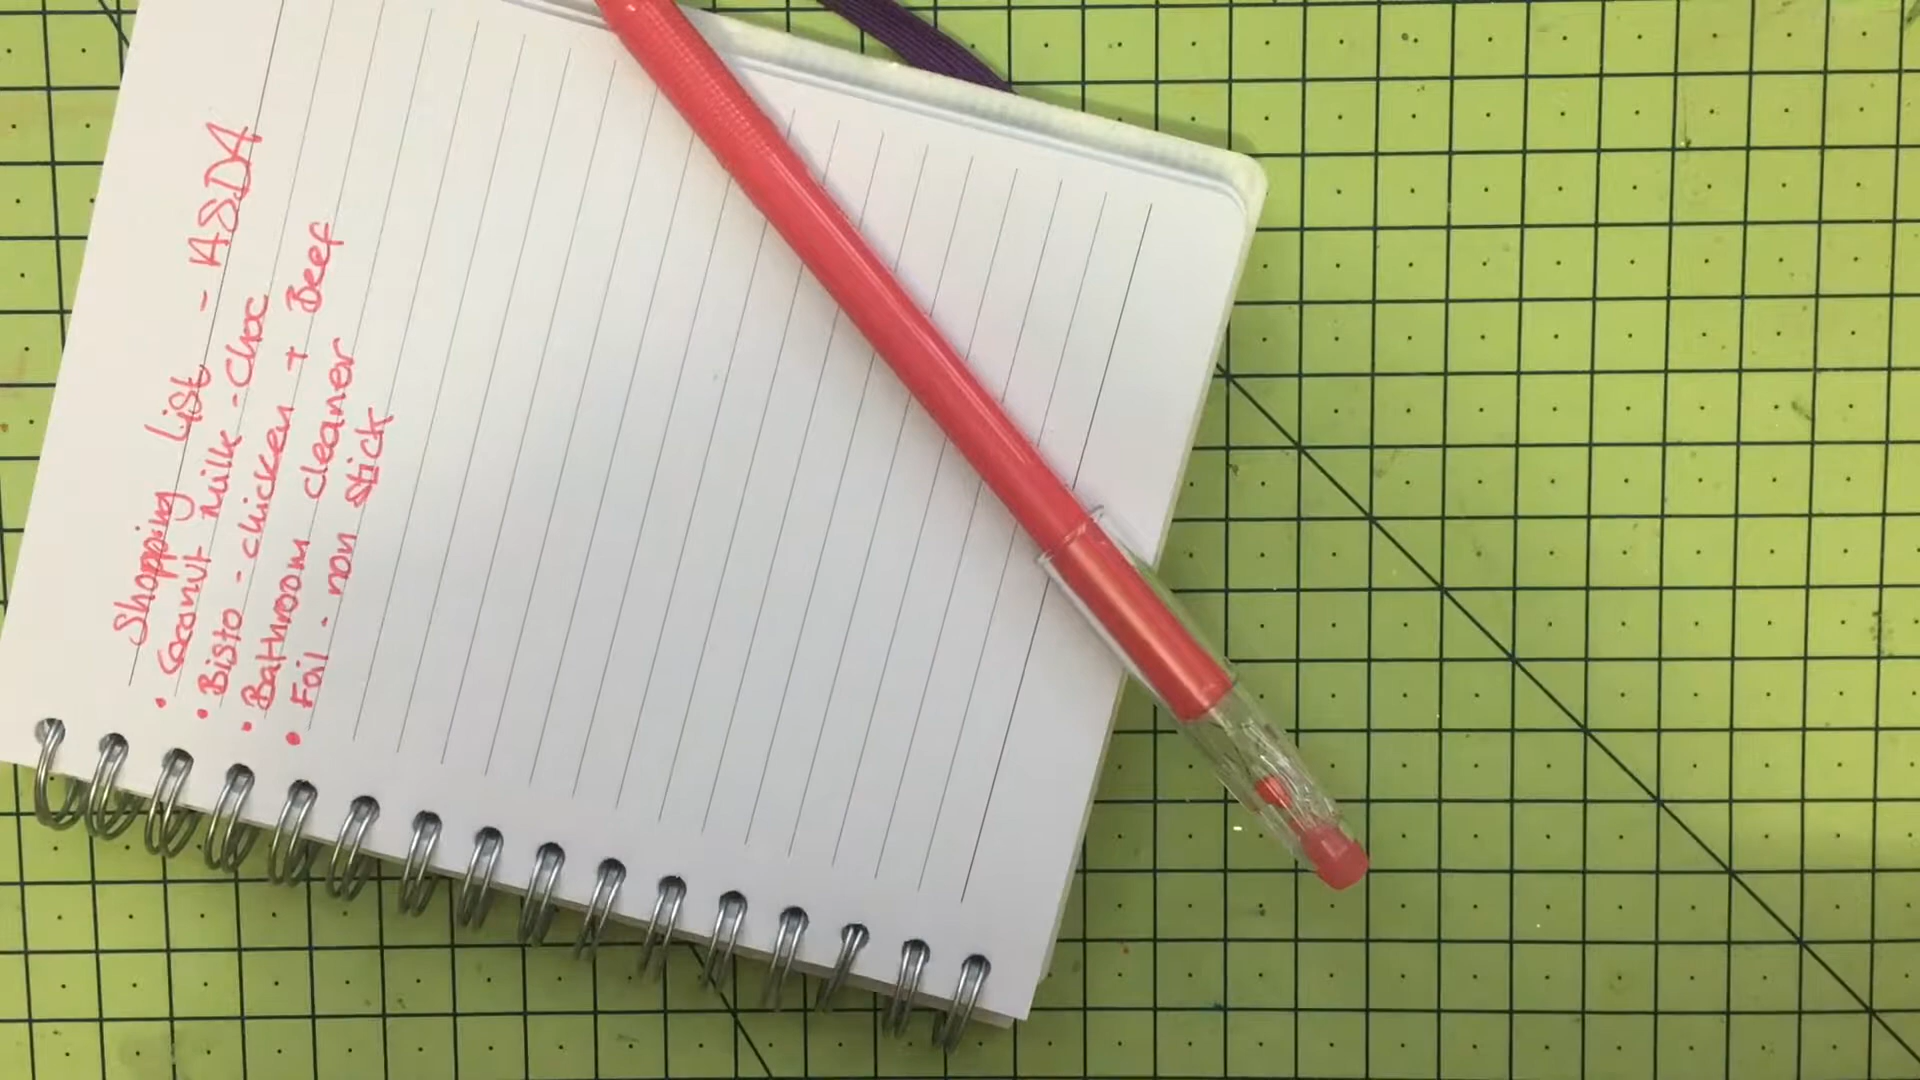 Shopping List - ASDA
• Coconut Milk - Choc
• Bisto - chicken + Beef
• Bathroom cleaner
• Foil - non stick